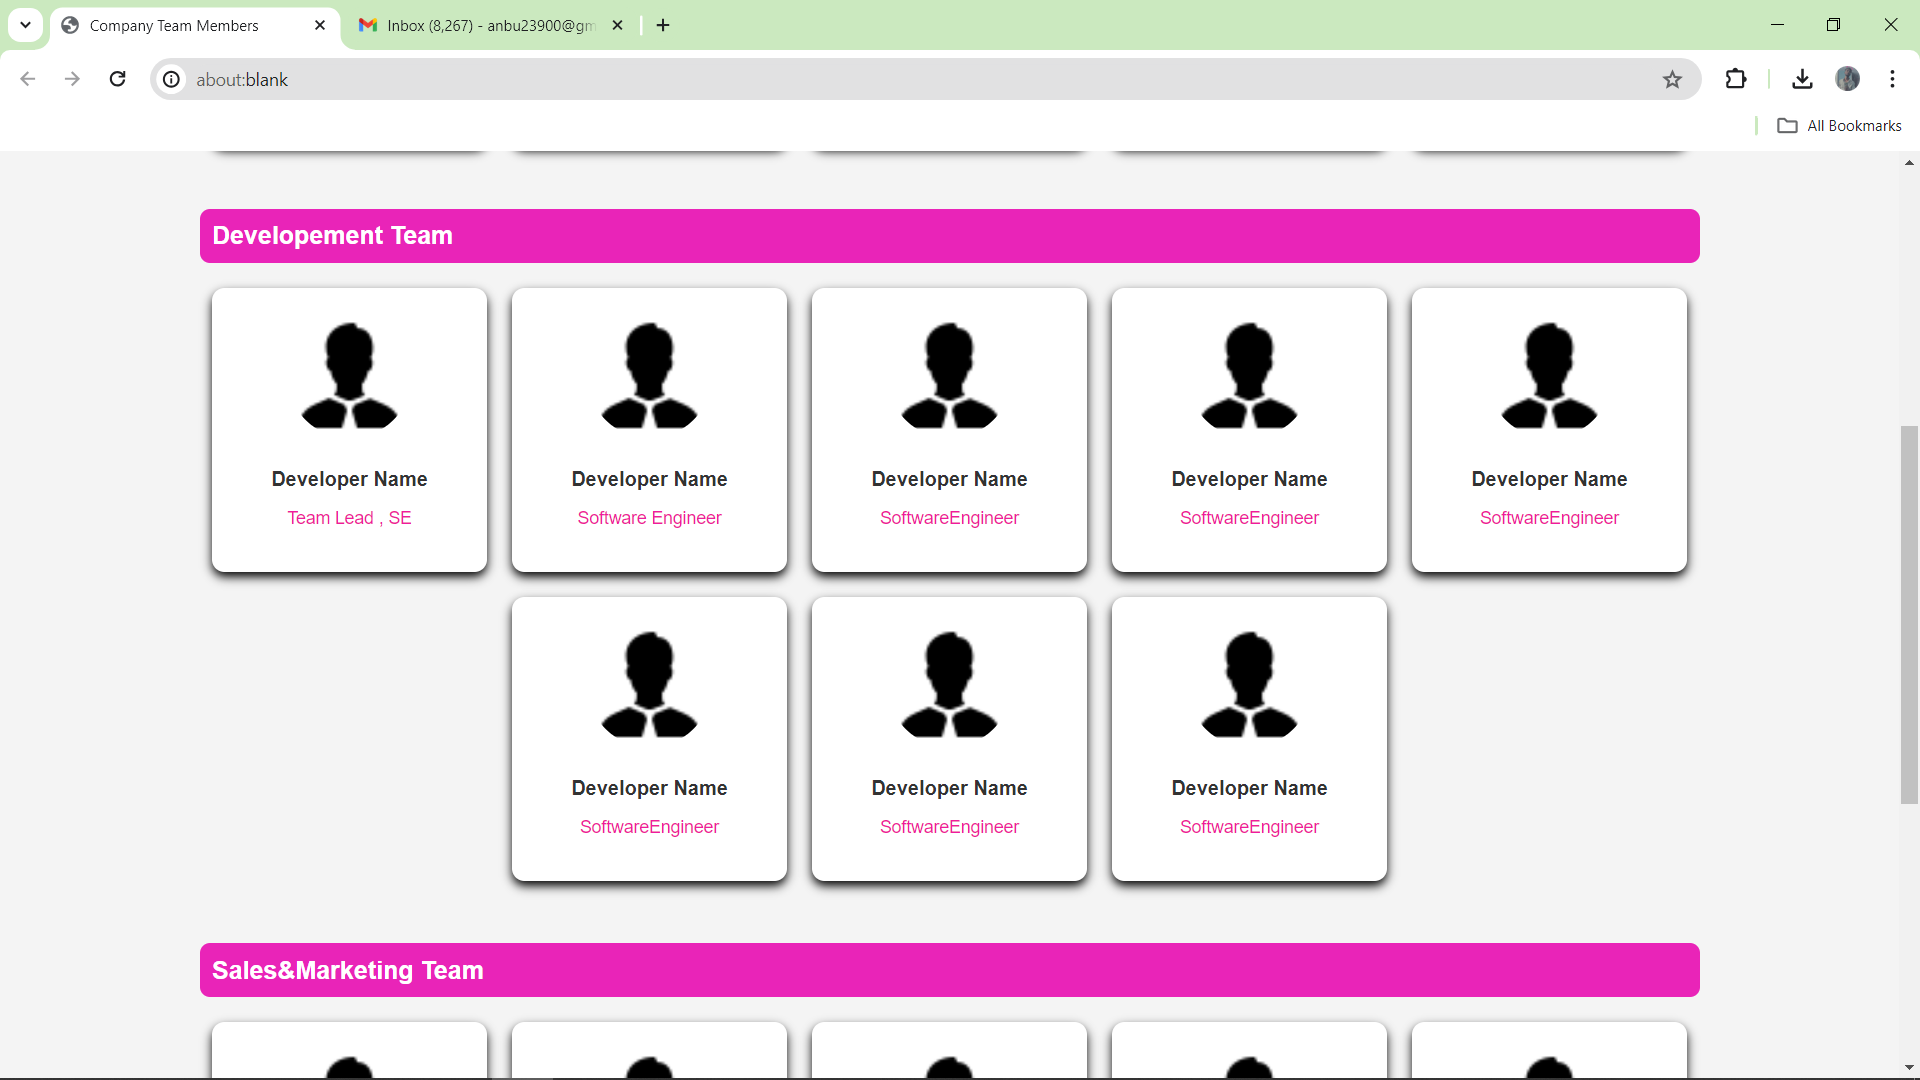 Company Team Members
Inbox (8,267) - anbu23900@gm
about:blank
All Bookmarks
Developement Team
Developer Name Developer Name Developer Name Developer Name Developer Name
Team Lead , SE Software Engineer SoftwareEngineer SoftwareEngineer SoftwareEngineer
Developer Name Developer Name Developer Name
SoftwareEngineer SoftwareEngineer SoftwareEngineer
Sales&Marketing Team